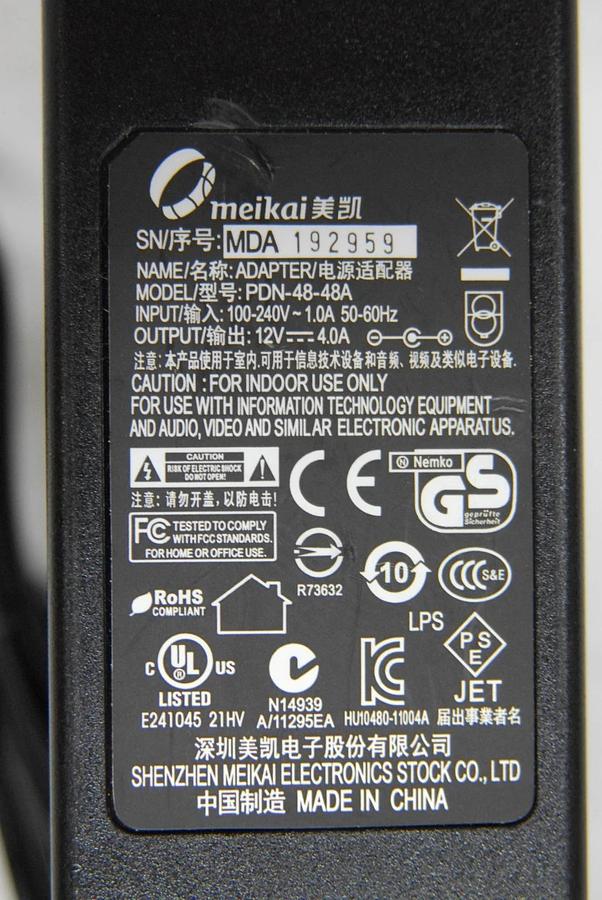 meikai美凯
SN/序号: MDA 192959
NAME/名称: ADAPTER/电源适配器
MODEL/型号: PDN-48-48A
INPUT/输入: 100-240V~1.0A 50-60Hz
OUTPUT/输出: 12V⎓4.0A
注意: 本产品使用于室内.可用于信息技术设备和音频、视频及类似电子设备.
CAUTION : FOR INDOOR USE ONLY
FOR USE WITH INFORMATION TECHNOLOGY EQUIPMENT
AND AUDIO, VIDEO AND SIMILAR ELECTRONIC APPARATUS.
CAUTION
RISK OF ELECTRIC SHOCK
DO NOT OPEN!
注意: 请勿开盖,以防电击!
CE
N Nemko
GS
geprüfte
Sicherheit
FC TESTED TO COMPLY
WITH FCC STANDARDS.
FOR HOME OR OFFICE USE.
R73632
10
CCC S&E
RoHS
COMPLIANT
LPS
c UL ® US
LISTED
E241045 21HV
N14939
A/11295EA
KC
HU10480-11004A
PSE
JET
届出事業者名
深圳美凯电子股份有限公司
SHENZHEN MEIKAI ELECTRONICS STOCK CO., LTD
中国制造 MADE IN CHINA